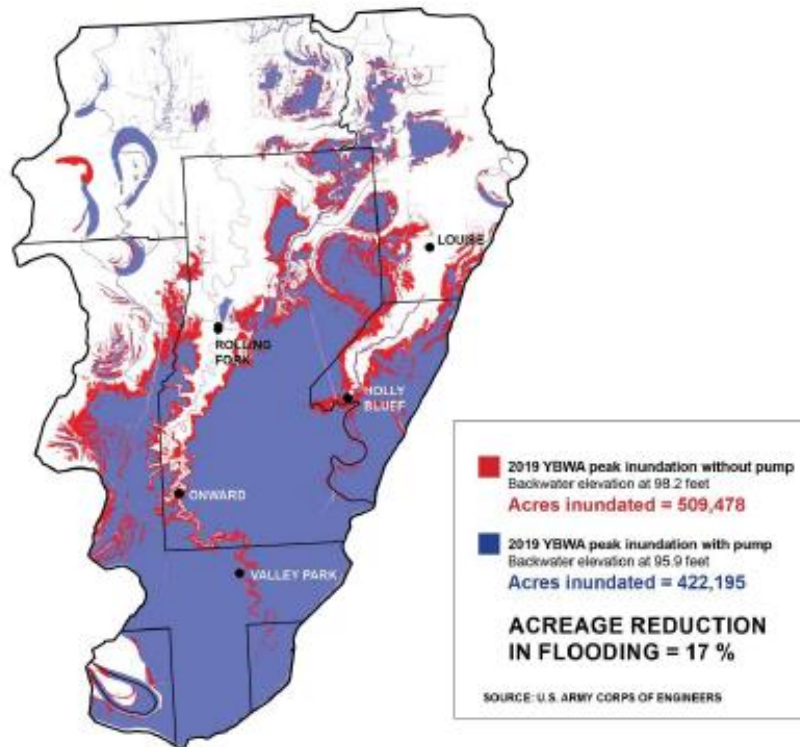 LOUISE
ROLLING
FORK
HOLLY
BLUFF
ONWARD
VALLEY PARK
2019 YBWA peak inundation without pump
Backwater elevation at 98.2 feet
Acres inundated = 509,478
2019 YBWA peak inundation with pump
Backwater elevation at 95.9 feet
Acres inundated = 422,195
ACREAGE REDUCTION
IN FLOODING = 17 %
SOURCE: U.S. ARMY CORPS OF ENGINEERS